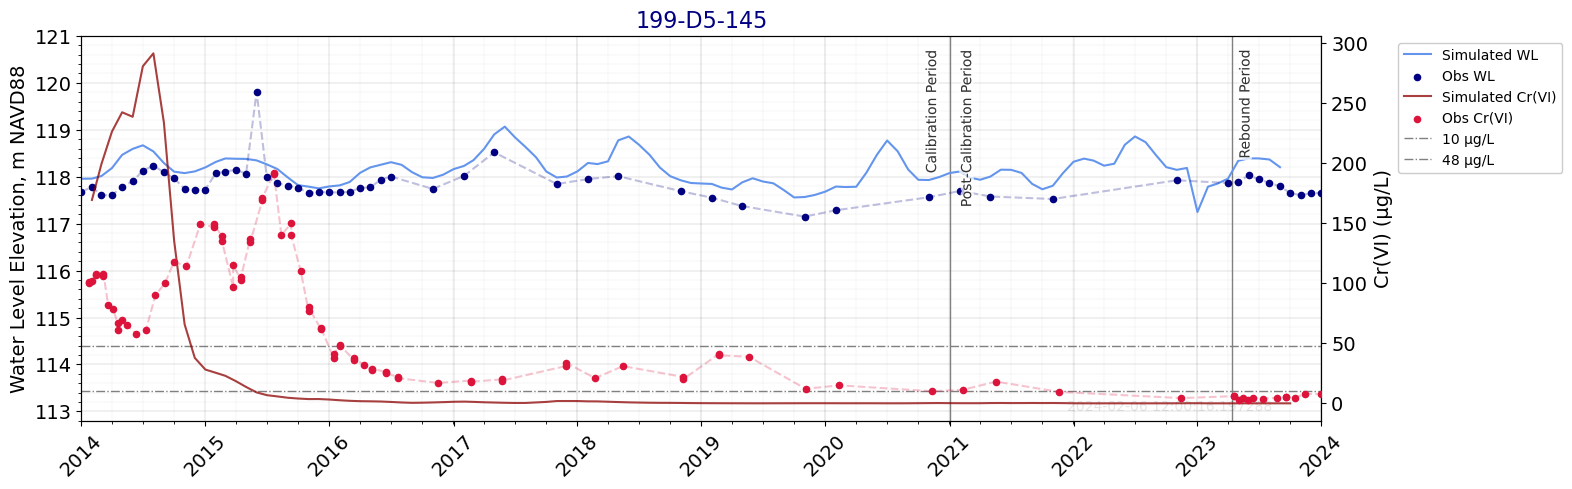 199-D5-145
121
120
119
118
117
116
115
114
113
Water Level Elevation, m NAVD88
300
250
200
150
100
50
0
Cr(VI) (µg/L)
2014
2015
2016
2017
2018
2019
2020
2021
2022
2023
2024
Calibration Period
Post-Calibration Period
Rebound Period
Simulated WL
Obs WL
Simulated Cr(VI)
Obs Cr(VI)
10 µg/L
48 µg/L